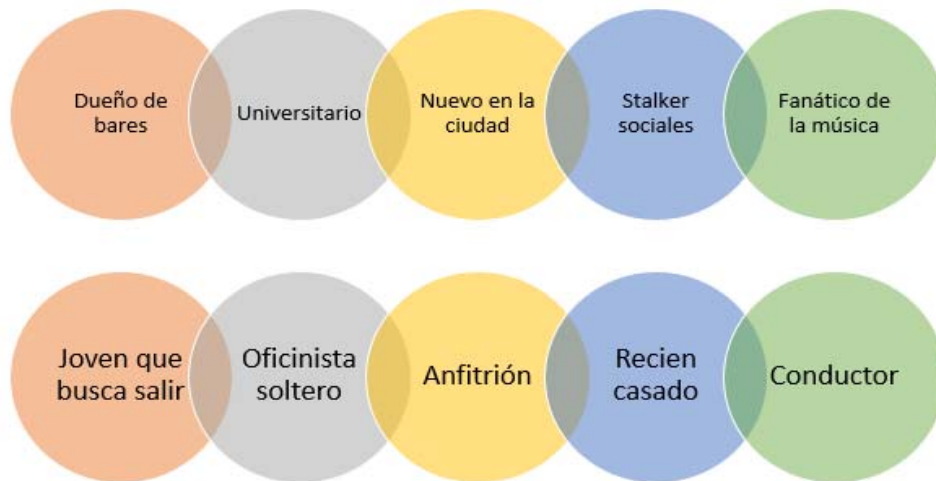 Dueño de
bares
Universitario
Nuevo en la
ciudad
Stalker
sociales
Fanático de
la música
Joven que
busca salir
Oficinista
soltero
Anfitrión
Recien
casado
Conductor